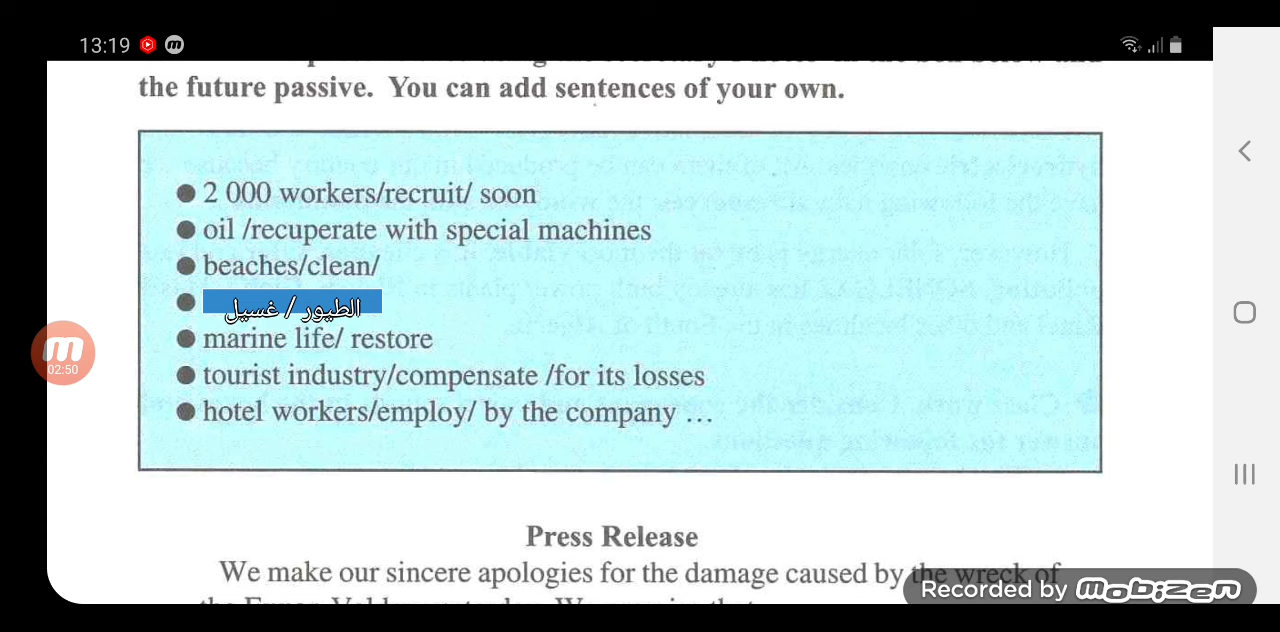 13:19
the future passive. You can add sentences of your own.
● 2 000 workers/recruit/ soon
● oil /recuperate with special machines
● beaches/clean/
● الطيور / غسيل
● marine life/ restore
● tourist industry/compensate /for its losses
● hotel workers/employ/ by the company …
02:50
Press Release
We make our sincere apologies for the damage caused by the wreck of
Recorded by mobizen